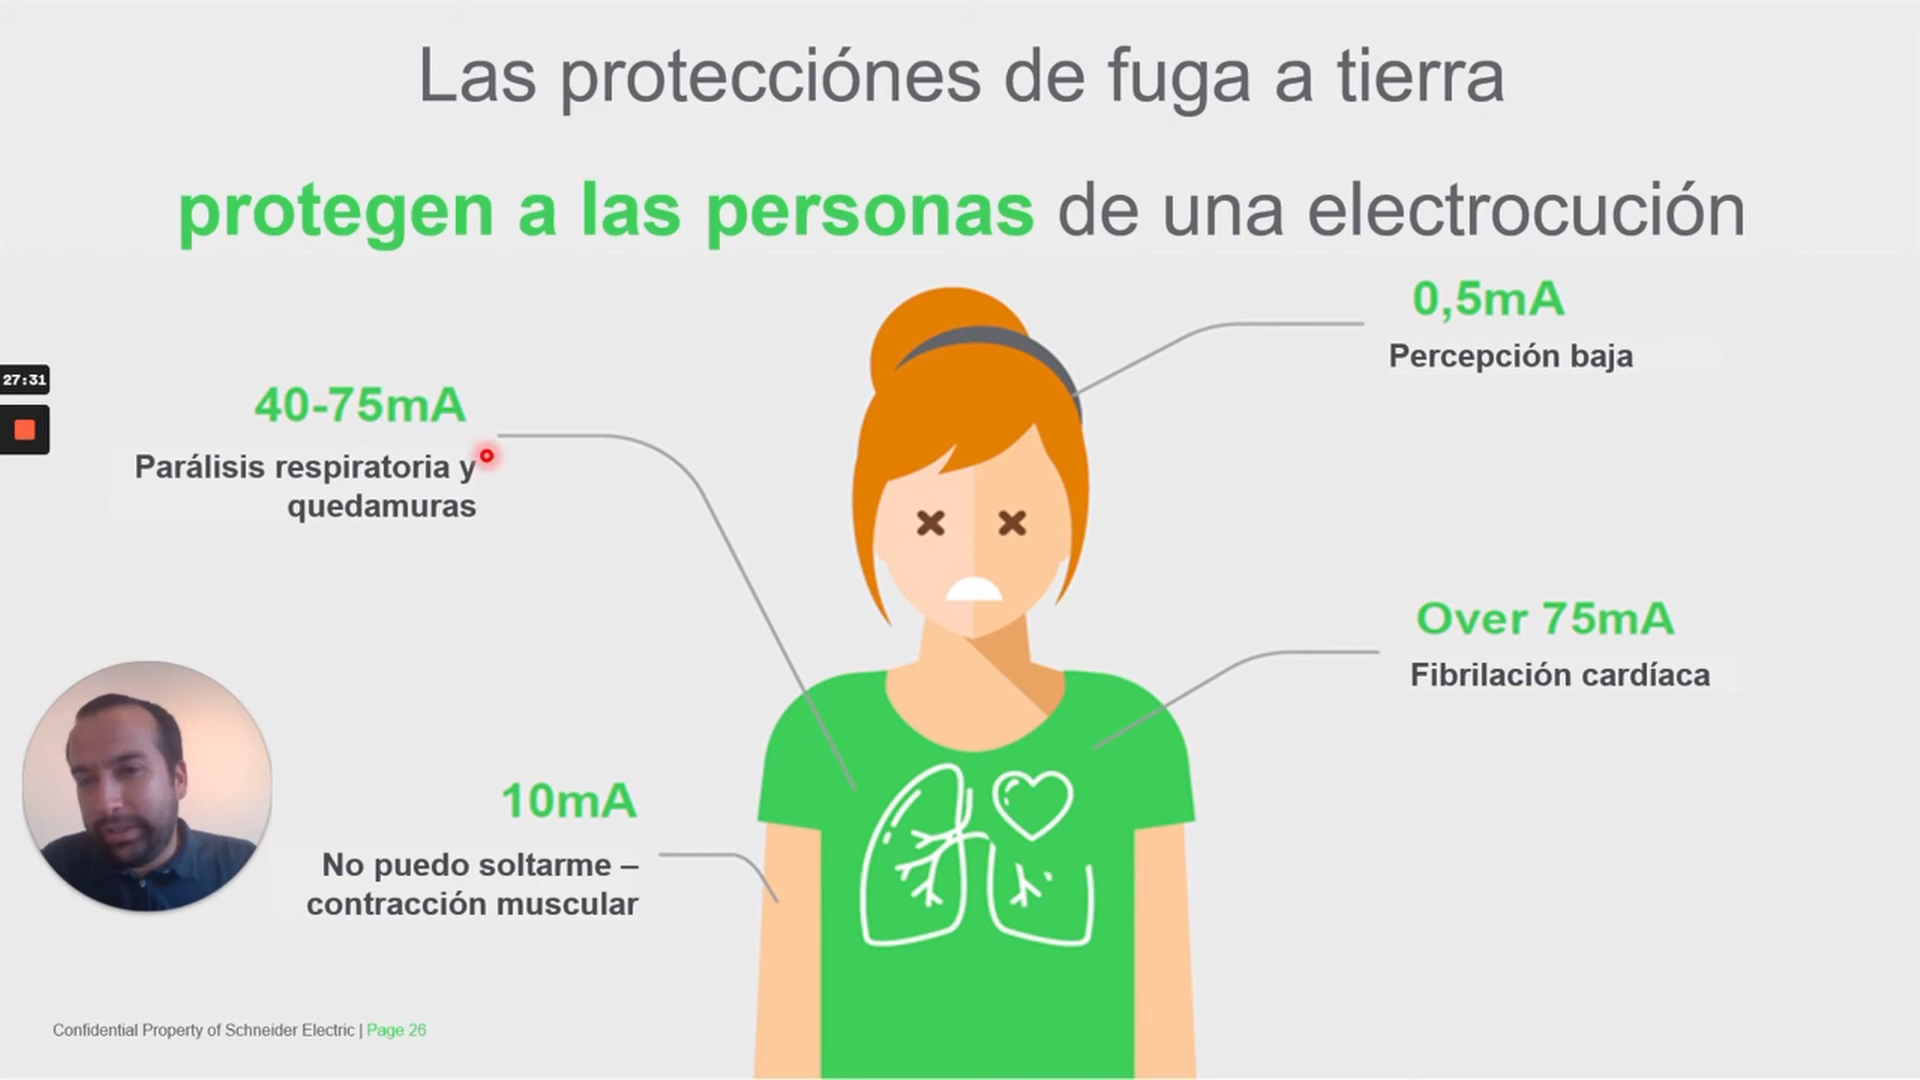 Las protecciónes de fuga a tierra
protegen a las personas de una electrocución
0,5mA
Percepción baja
27:31
40-75mA
Parálisis respiratoria y
quedamuras
Over 75mA
Fibrilación cardíaca
10mA
No puedo soltarme –
contracción muscular
Confidential Property of Schneider Electric | Page 26